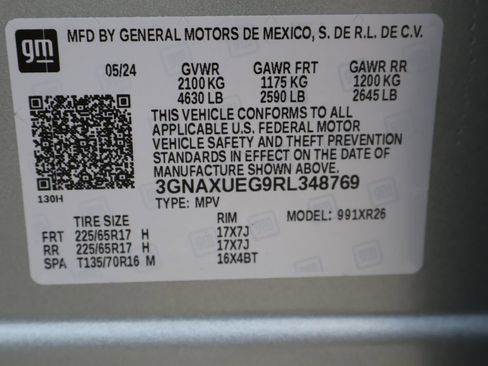 gm
MFD BY GENERAL MOTORS DE MEXICO, S. DE R.L. DE C.V.
05/24 GVWR GAWR FRT GAWR RR
2100 KG 1175 KG 1200 KG
4630 LB 2590 LB 2645 LB
THIS VEHICLE CONFORMS TO ALL
APPLICABLE U.S. FEDERAL MOTOR
VEHICLE SAFETY AND THEFT PREVENTION
STANDARDS IN EFFECT ON THE DATE OF
MANUFACTURE SHOWN ABOVE.
3GNAXUEG9RL348769
130H
TYPE: MPV MODEL: 991XR26
TIRE SIZE RIM
FRT 225/65R17 H 17X7J
RR 225/65R17 H 17X7J
SPA T135/70R16 M 16X4BT